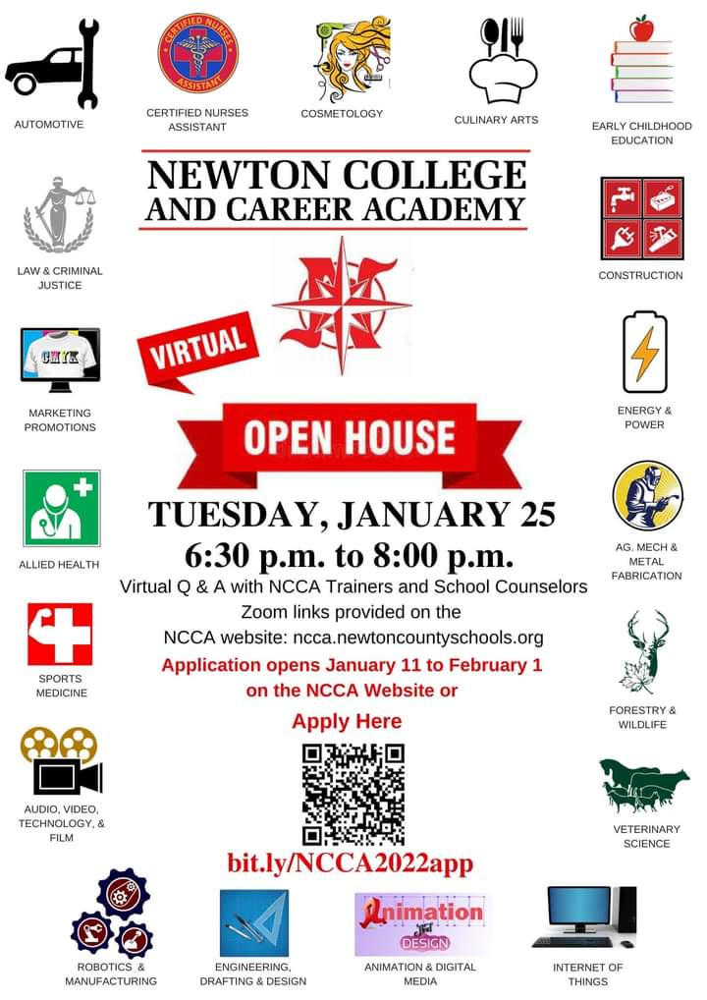 CERTIFIED NURSES
ASSISTANT
AUTOMOTIVE
CERTIFIED NURSES
ASSISTANT
COSMETOLOGY
CULINARY ARTS
EARLY CHILDHOOD
EDUCATION
NEWTON COLLEGE
AND CAREER ACADEMY
LAW & CRIMINAL
JUSTICE
CONSTRUCTION
N
VIRTUAL
CMYK
MARKETING
PROMOTIONS
ENERGY &
POWER
OPEN HOUSE
TUESDAY, JANUARY 25
6:30 p.m. to 8:00 p.m.
ALLIED HEALTH
AG. MECH &
METAL
FABRICATION
Virtual Q & A with NCCA Trainers and School Counselors
Zoom links provided on the
NCCA website: ncca.newtoncountyschools.org
Application opens January 11 to February 1
on the NCCA Website or
Apply Here
SPORTS
MEDICINE
FORESTRY &
WILDLIFE
AUDIO, VIDEO,
TECHNOLOGY, &
FILM
VETERINARY
SCIENCE
bit.ly/NCCA2022app
Animation
DESIGN
ROBOTICS &
MANUFACTURING
ENGINEERING,
DRAFTING & DESIGN
ANIMATION & DIGITAL
MEDIA
INTERNET OF
THINGS